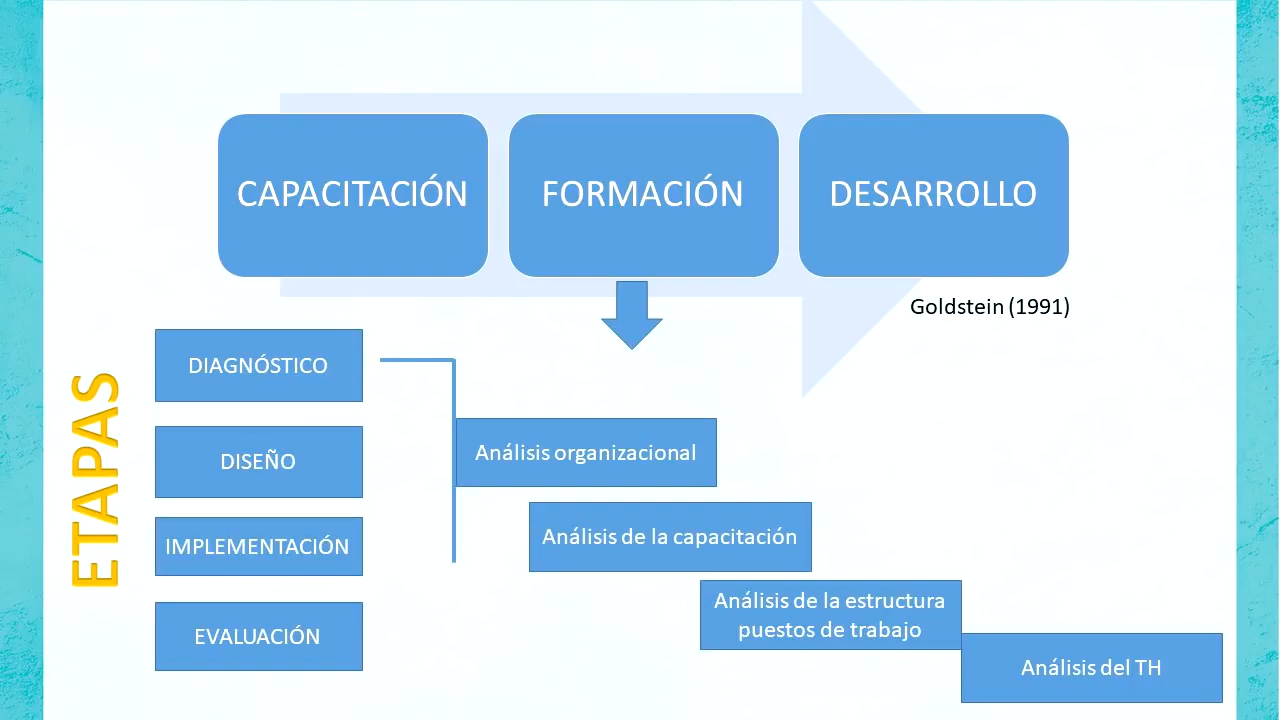 CAPACITACIÓN
FORMACIÓN
DESARROLLO
Goldstein (1991)
ETAPAS
DIAGNÓSTICO
DISEÑO
IMPLEMENTACIÓN
EVALUACIÓN
Análisis organizacional
Análisis de la capacitación
Análisis de la estructura
puestos de trabajo
Análisis del TH